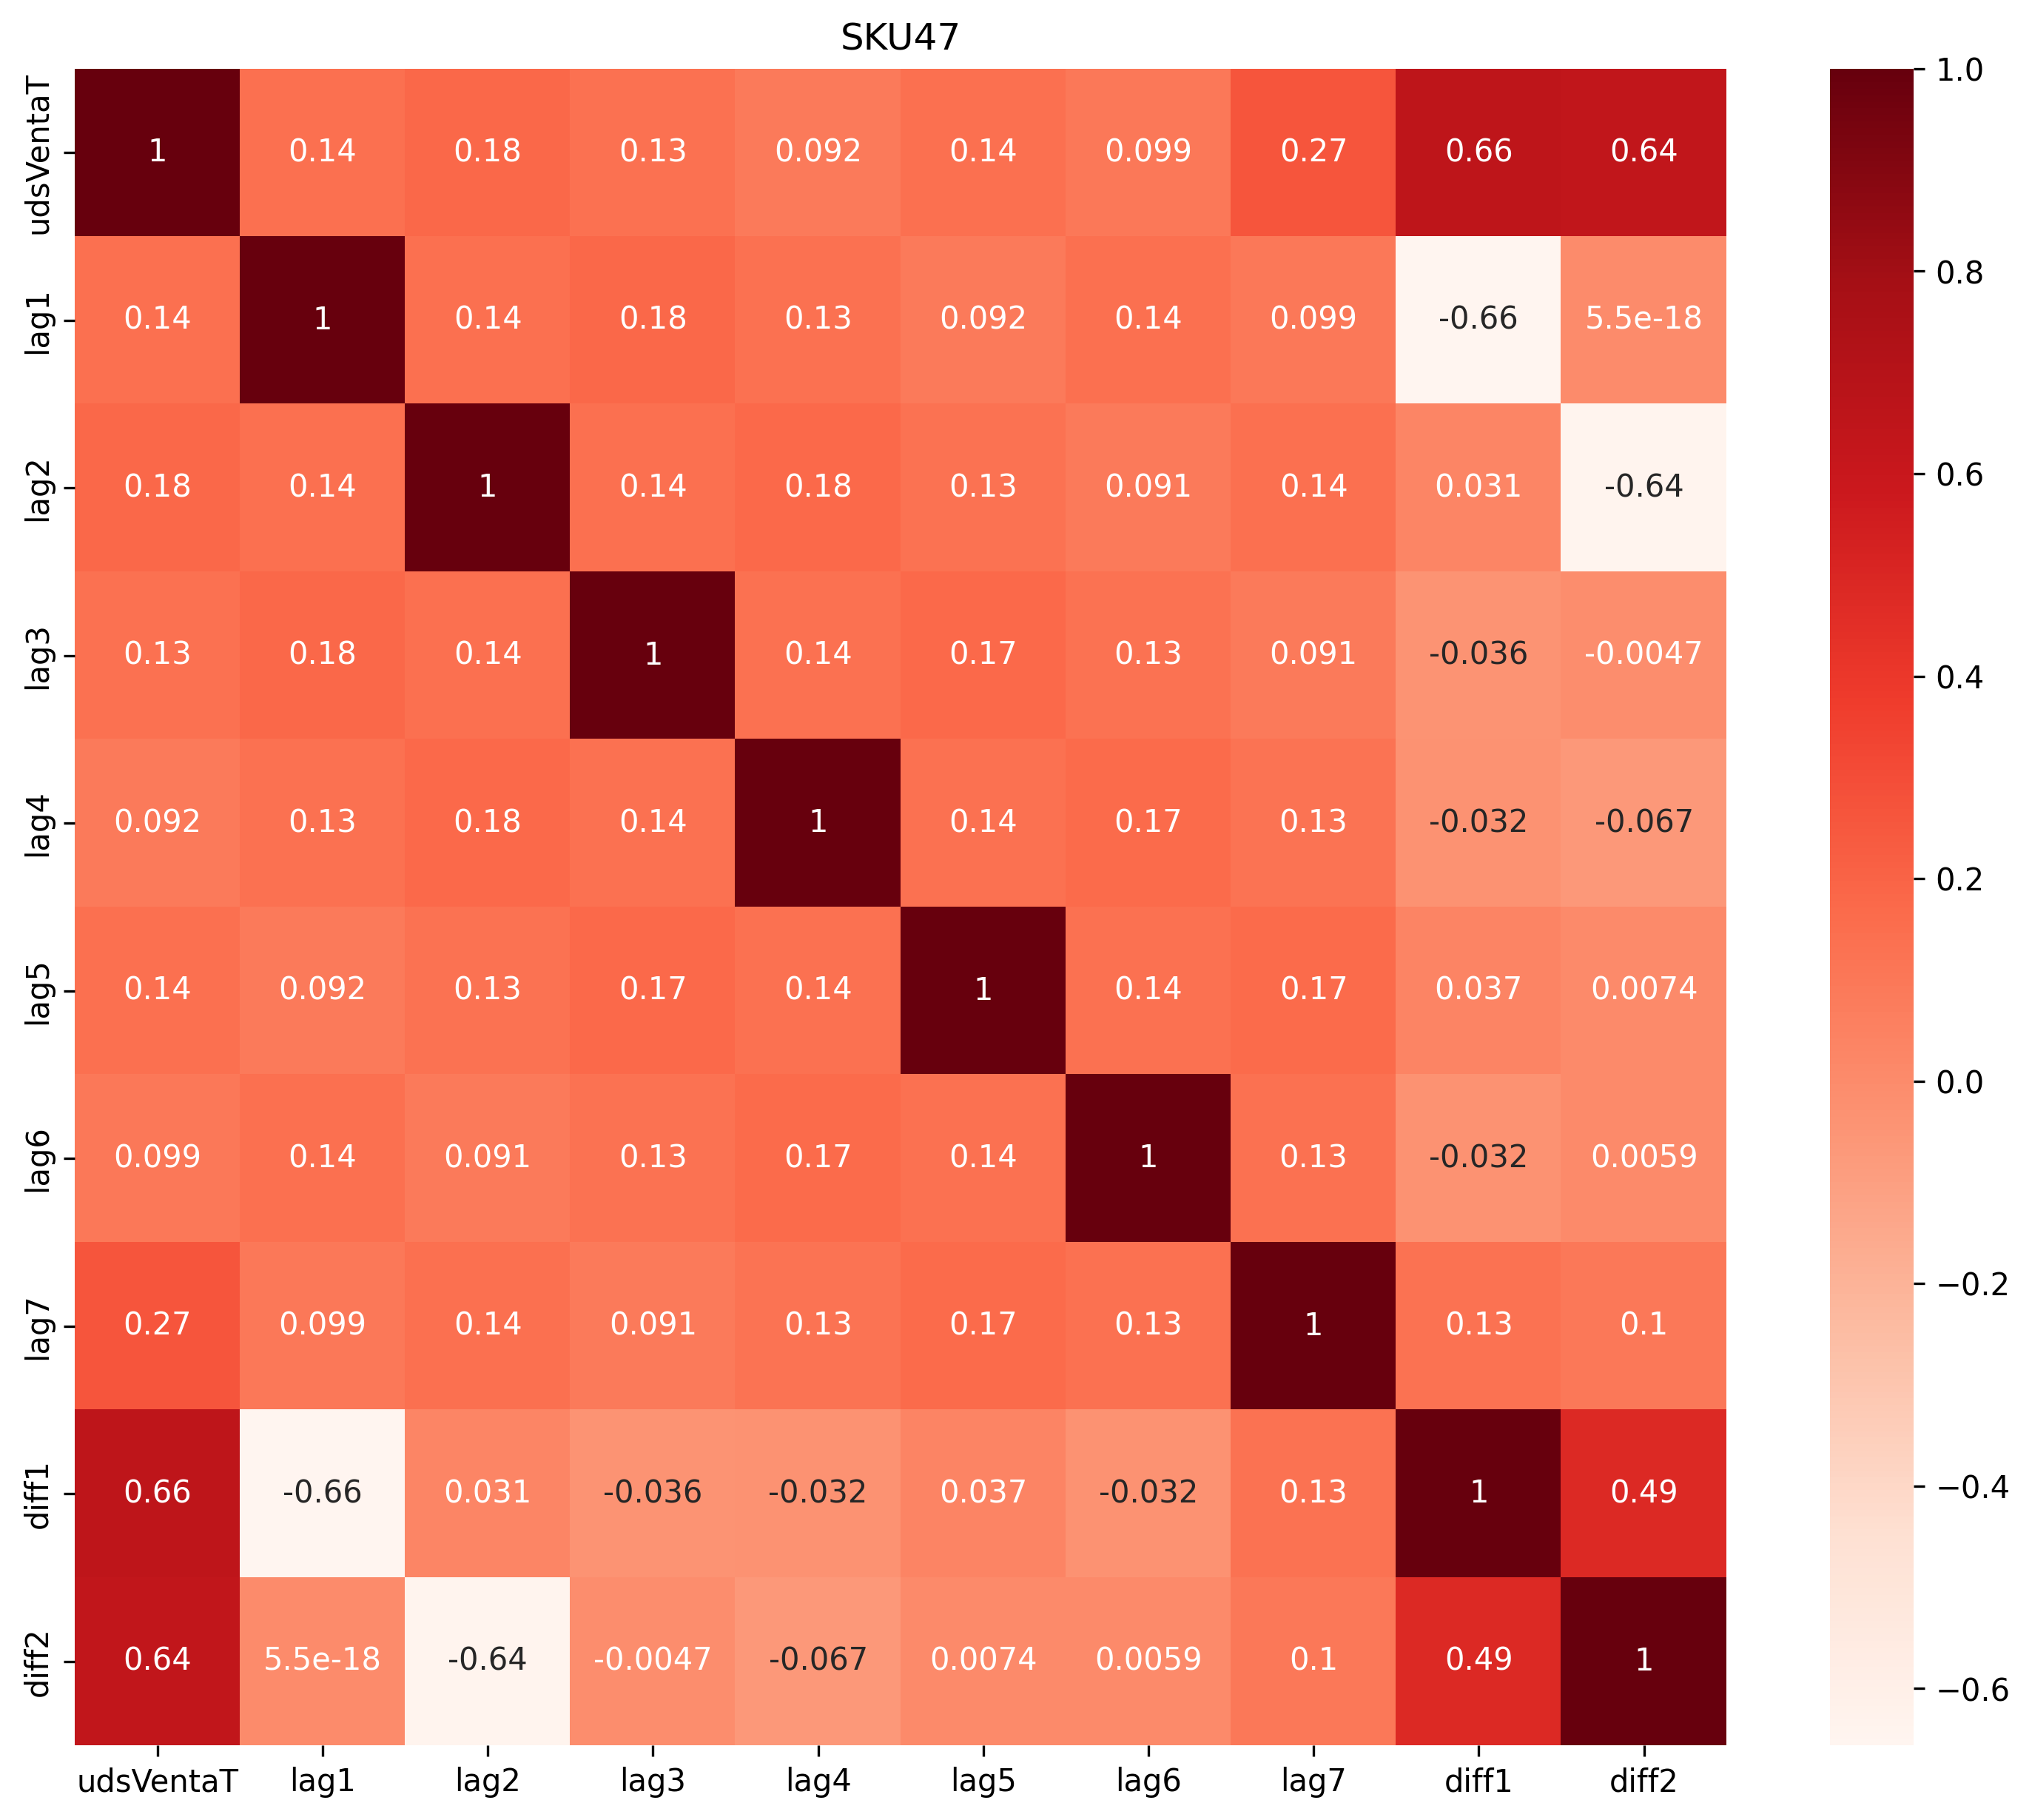 SKU47
udsVentaT 1 0.14 0.18 0.13 0.092 0.14 0.099 0.27 0.66 0.64
lag1 0.14 1 0.14 0.18 0.13 0.092 0.14 0.099 -0.66 5.5e-18
lag2 0.18 0.14 1 0.14 0.18 0.13 0.091 0.14 0.031 -0.64
lag3 0.13 0.18 0.14 1 0.14 0.17 0.13 0.091 -0.036 -0.0047
lag4 0.092 0.13 0.18 0.14 1 0.14 0.17 0.13 -0.032 -0.067
lag5 0.14 0.092 0.13 0.17 0.14 1 0.14 0.17 0.037 0.0074
lag6 0.099 0.14 0.091 0.13 0.17 0.14 1 0.13 -0.032 0.0059
lag7 0.27 0.099 0.14 0.091 0.13 0.17 0.13 1 0.13 0.1
diff1 0.66 -0.66 0.031 -0.036 -0.032 0.037 -0.032 0.13 1 0.49
diff2 0.64 5.5e-18 -0.64 -0.0047 -0.067 0.0074 0.0059 0.1 0.49 1
udsVentaT lag1 lag2 lag3 lag4 lag5 lag6 lag7 diff1 diff2
1.0
0.8
0.6
0.4
0.2
0.0
−0.2
−0.4
−0.6